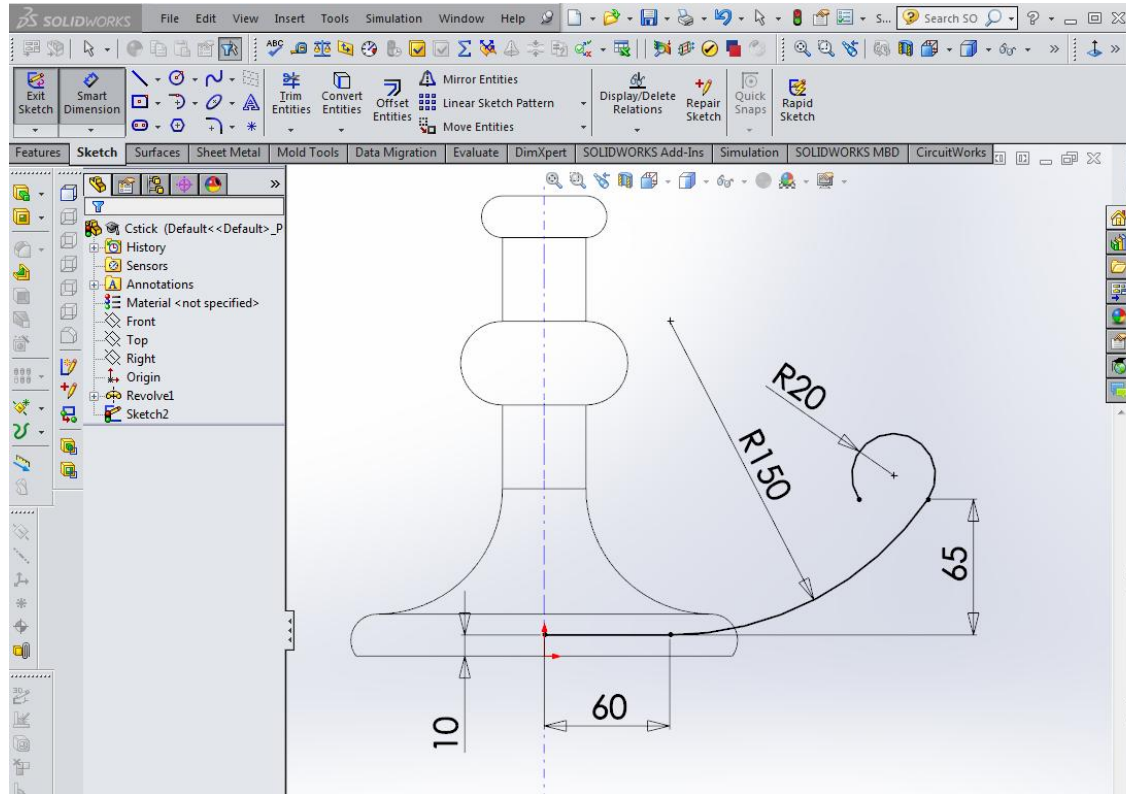 SOLIDWORKS File Edit View Insert Tools Simulation Window Help S... Search SO
Exit Sketch
Smart Dimension
Trim Entities
Convert Entities
Offset Entities
Mirror Entities
Linear Sketch Pattern
Move Entities
Display/Delete Relations
Repair Sketch
Quick Snaps
Rapid Sketch
Features Sketch Surfaces Sheet Metal Mold Tools Data Migration Evaluate DimXpert SOLIDWORKS Add-Ins Simulation SOLIDWORKS MBD CircuitWorks
Cstick (Default<<Default>_P
History
Sensors
Annotations
Material <not specified>
Front
Top
Right
Origin
Revolve1
Sketch2
R20
R150
65
60
10